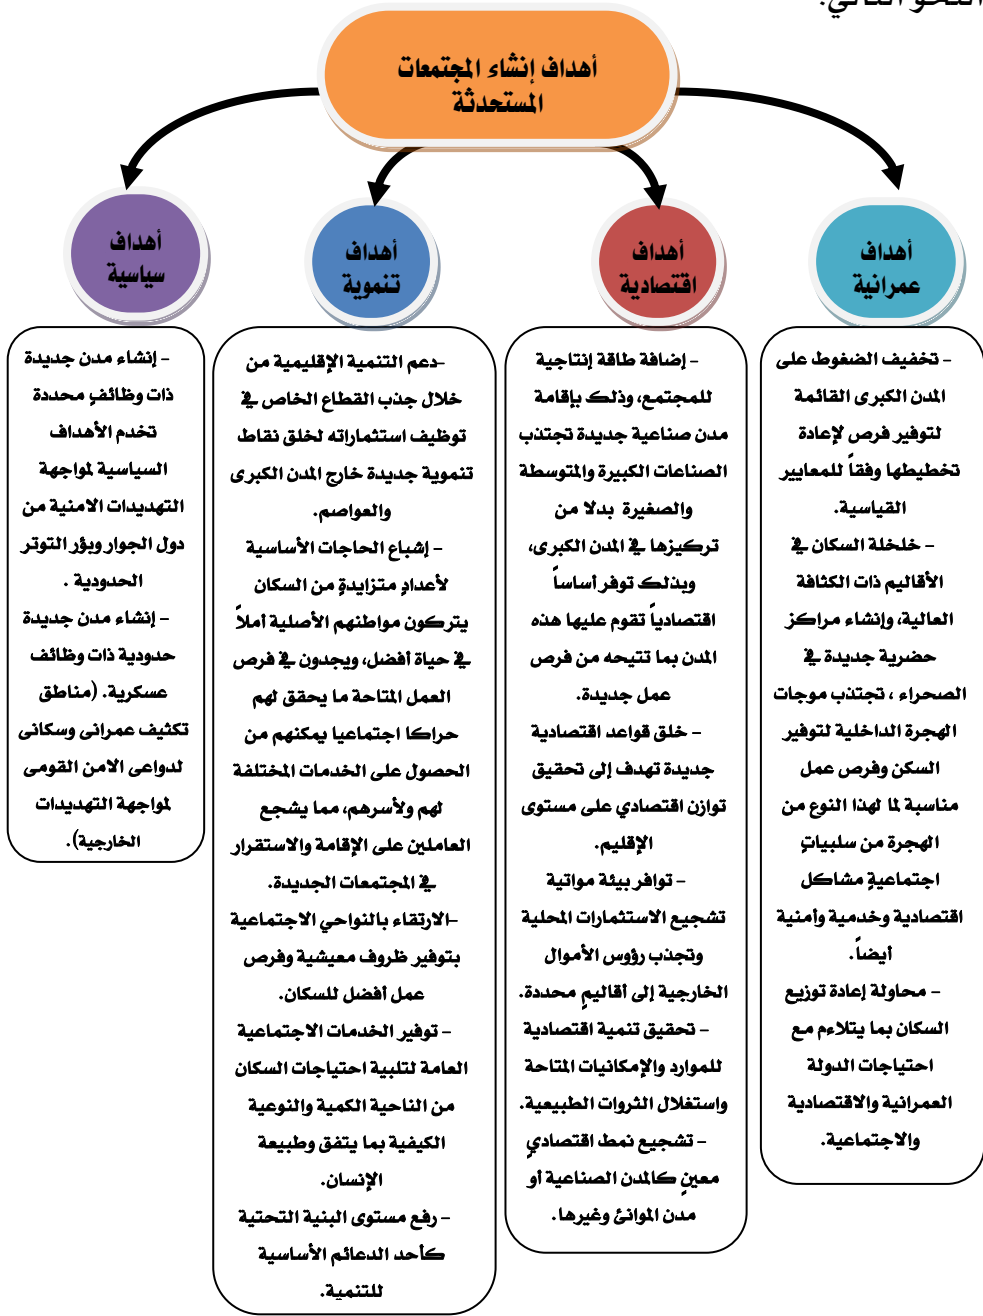 النحو التالي:
أهداف إنشاء المجتمعات
المستحدثة
أهداف
عمرانية
أهداف
اقتصادية
أهداف
تنموية
أهداف
سياسية
- تخفيف الضغوط على
المدن الكبرى القائمة
لتوفير فرص لإعادة
تخطيطها وفقاً للمعايير
القياسية.
- خلخلة السكان في
الأقاليم ذات الكثافة
العالية، وإنشاء مراكز
حضرية جديدة في
الصحراء ، تجتذب موجات
الهجرة الداخلية لتوفير
السكن وفرص عمل
مناسبة لما لهذا النوع من
الهجرة من سلبياتٍ
اجتماعيةٍ مشاكل
اقتصادية وخدمية وأمنية
أيضاً.
- محاولة إعادة توزيع
السكان بما يتلاءم مع
احتياجات الدولة
العمرانية والاقتصادية
والاجتماعية.
- إضافة طاقة إنتاجية
للمجتمع، وذلك بإقامة
مدن صناعية جديدة تجتذب
الصناعات الكبيرة والمتوسطة
والصغيرة بدلا من
تركيزها في المدن الكبرى،
وبذلك توفر أساساً
اقتصادياً تقوم عليها هذه
المدن بما تتيحه من فرص
عمل جديدة.
- خلق قواعد اقتصادية
جديدة تهدف إلى تحقيق
توازن اقتصادي على مستوى
الإقليم.
- توافر بيئة مواتية
تشجيع الاستثمارات المحلية
وتجذب رؤوس الأموال
الخارجية إلى أقاليمٍ محددة.
- تحقيق تنمية اقتصادية
للموارد والإمكانيات المتاحة
واستغلال الثروات الطبيعية.
- تشجيع نمط اقتصاديٍ
معينٍ كالمدن الصناعية أو
مدن الموانئ وغيرها.
-دعم التنمية الإقليمية من
خلال جذب القطاع الخاص في
توظيف استثماراته لخلق نقاط
تنموية جديدة خارج المدن الكبرى
والعواصم.
- إشباع الحاجات الأساسية
لأعدادٍ متزايدةٍ من السكان
يتركون مواطنهم الأصلية أملاً
في حياة أفضل، ويجدون في فرص
العمل المتاحة ما يحقق لهم
حراكا اجتماعيا يمكنهم من
الحصول على الخدمات المختلفة
لهم ولأسرهم، مما يشجع
العاملين على الإقامة والاستقرار
في المجتمعات الجديدة.
-الارتقاء بالنواحي الاجتماعية
بتوفير ظروف معيشية وفرص
عمل أفضل للسكان.
- توفير الخدمات الاجتماعية
العامة لتلبية احتياجات السكان
من الناحية الكمية والنوعية
الكيفية بما يتفق وطبيعة
الإنسان.
- رفع مستوى البنية التحتية
كأحد الدعائم الأساسية
للتنمية.
- إنشاء مدن جديدة
ذات وظائفٍ محددة
تخدم الأهداف
السياسية لمواجهة
التهديدات الامنية من
دول الجوار وبؤر التوتر
الحدودية .
- إنشاء مدن جديدة
حدودية ذات وظائف
عسكرية. (مناطق
تكثيف عمرانى وسكانى
لدواعى الامن القومى
لمواجهة التهديدات
الخارجية).